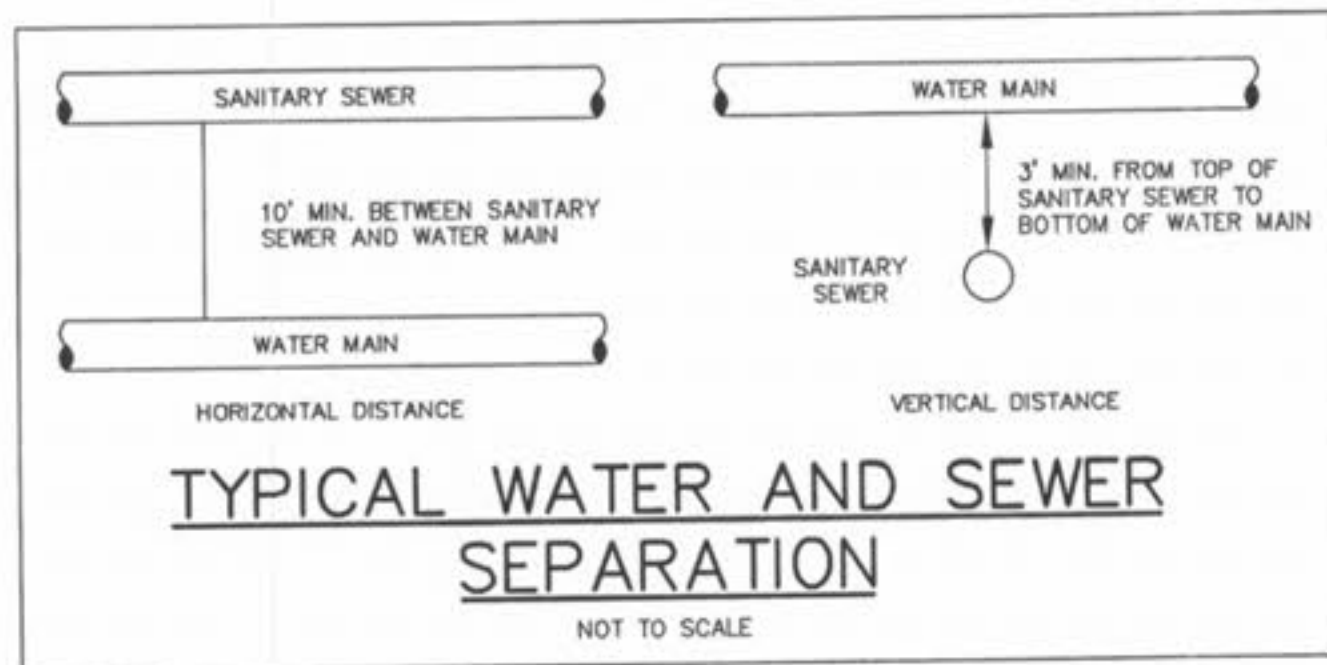 SANITARY SEWER
10' MIN. BETWEEN SANITARY
SEWER AND WATER MAIN
WATER MAIN
HORIZONTAL DISTANCE
WATER MAIN
3' MIN. FROM TOP OF
SANITARY SEWER TO
BOTTOM OF WATER MAIN
SANITARY
SEWER
VERTICAL DISTANCE
TYPICAL WATER AND SEWER
SEPARATION
NOT TO SCALE